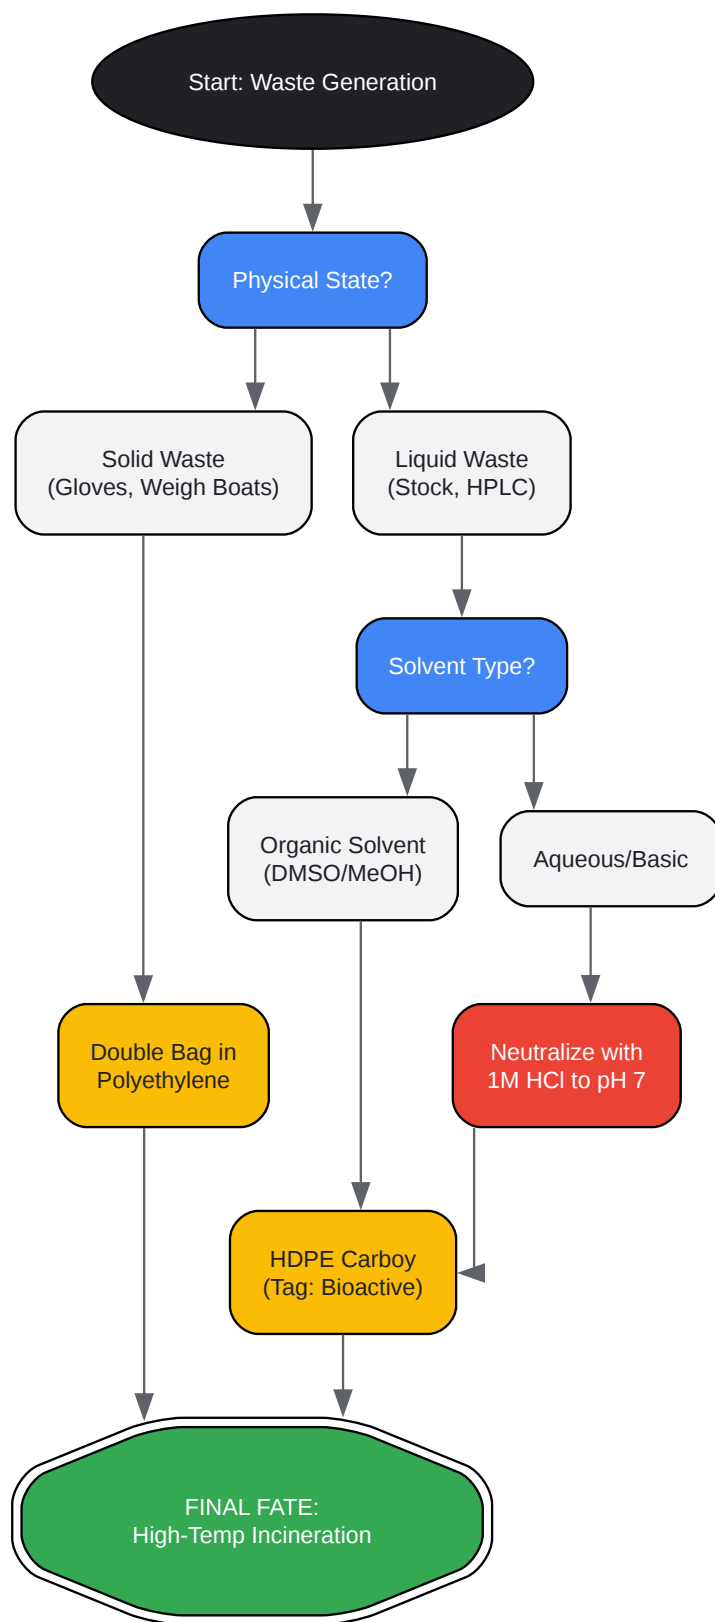 Start: Waste Generation
Physical State?
Solid Waste
(Gloves, Weigh Boats)
Liquid Waste
(Stock, HPLC)
Solvent Type?
Organic Solvent
(DMSO/MeOH)
Aqueous/Basic
Double Bag in
Polyethylene
Neutralize with
1M HCl to pH 7
HDPE Carboy
(Tag: Bioactive)
FINAL FATE:
High-Temp Incineration